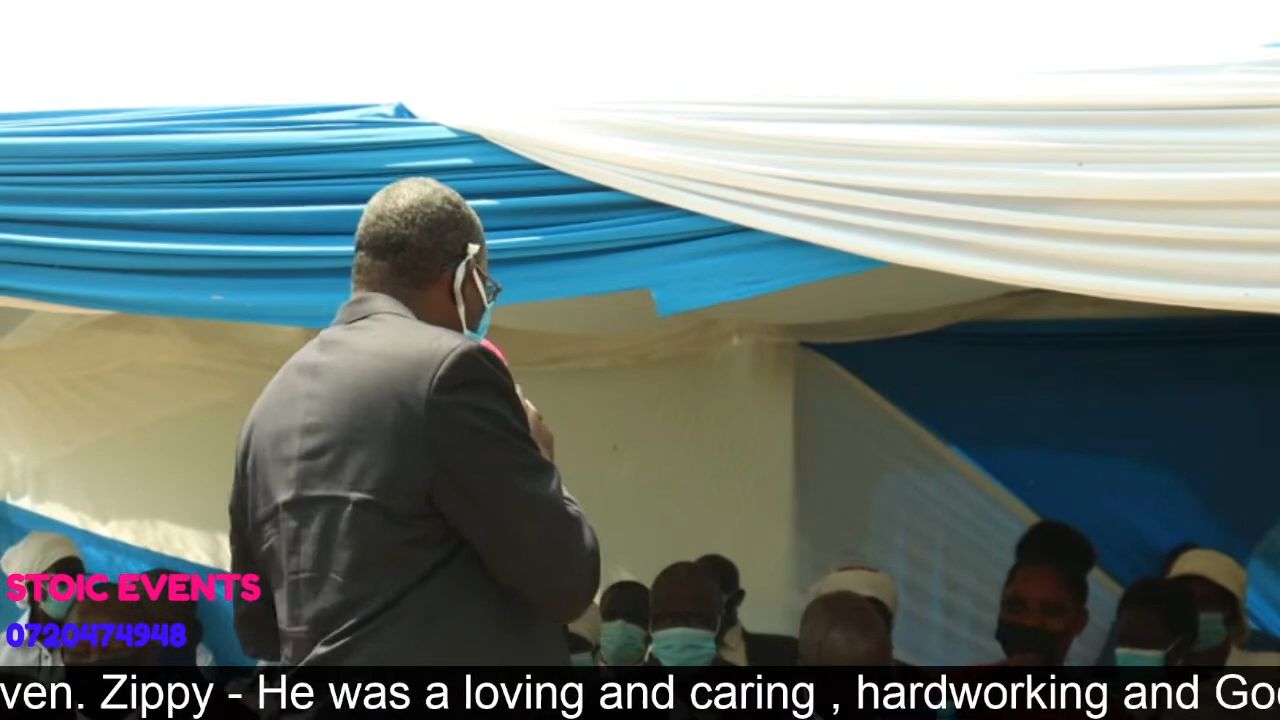 STOIC EVENTS
0720474948
ven. Zippy - He was a loving and caring , hardworking and Go